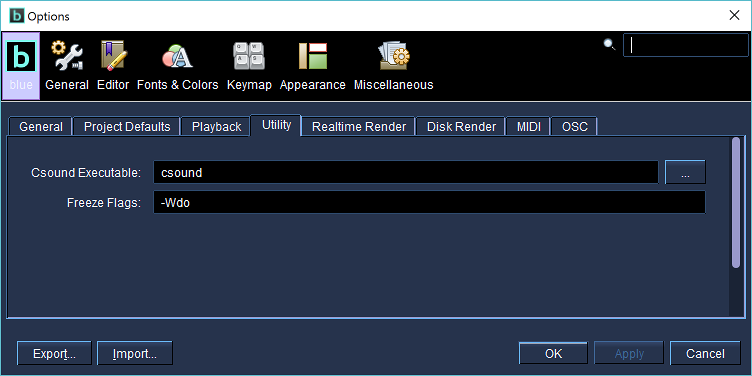 Options
b
blue General Editor Fonts & Colors Keymap Appearance Miscellaneous
General Project Defaults Playback Utility Realtime Render Disk Render MIDI OSC
Csound Executable: csound ...
Freeze Flags: -Wdo
Export... Import... OK Apply Cancel